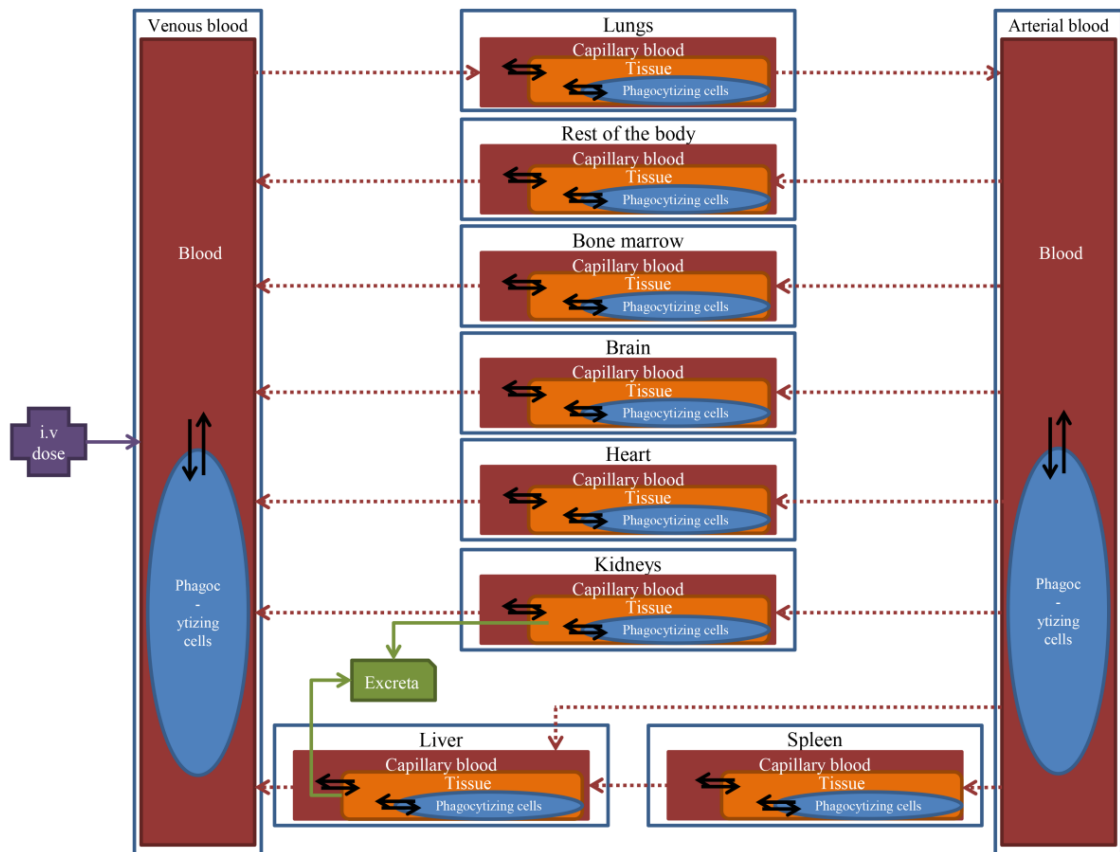 Venous blood
Blood
Phagoc
-
ytizing
cells
i.v
dose
Lungs
Capillary blood
Tissue
Phagocytizing cells
Rest of the body
Capillary blood
Tissue
Phagocytizing cells
Bone marrow
Capillary blood
Tissue
Phagocytizing cells
Brain
Capillary blood
Tissue
Phagocytizing cells
Heart
Capillary blood
Tissue
Phagocytizing cells
Kidneys
Capillary blood
Tissue
Phagocytizing cells
Excreta
Liver
Capillary blood
Tissue
Phagocytizing cells
Spleen
Capillary blood
Tissue
Phagocytizing cells
Arterial blood
Blood
Phagoc
-
ytizing
cells